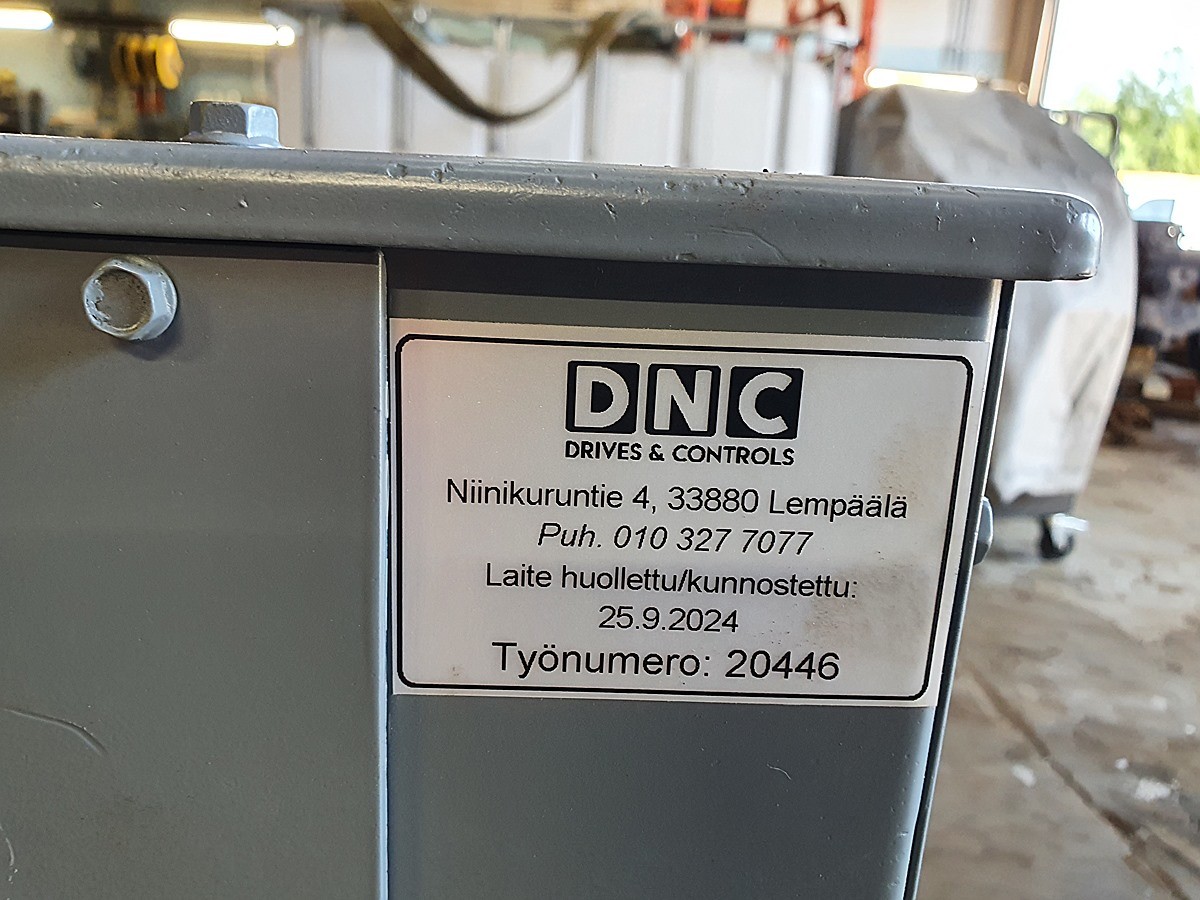 DNC
DRIVES & CONTROLS
Niinikuruntie 4, 33880 Lempäälä
Puh. 010 327 7077
Laite huollettu/kunnostettu:
25.9.2024
Työnumero: 20446